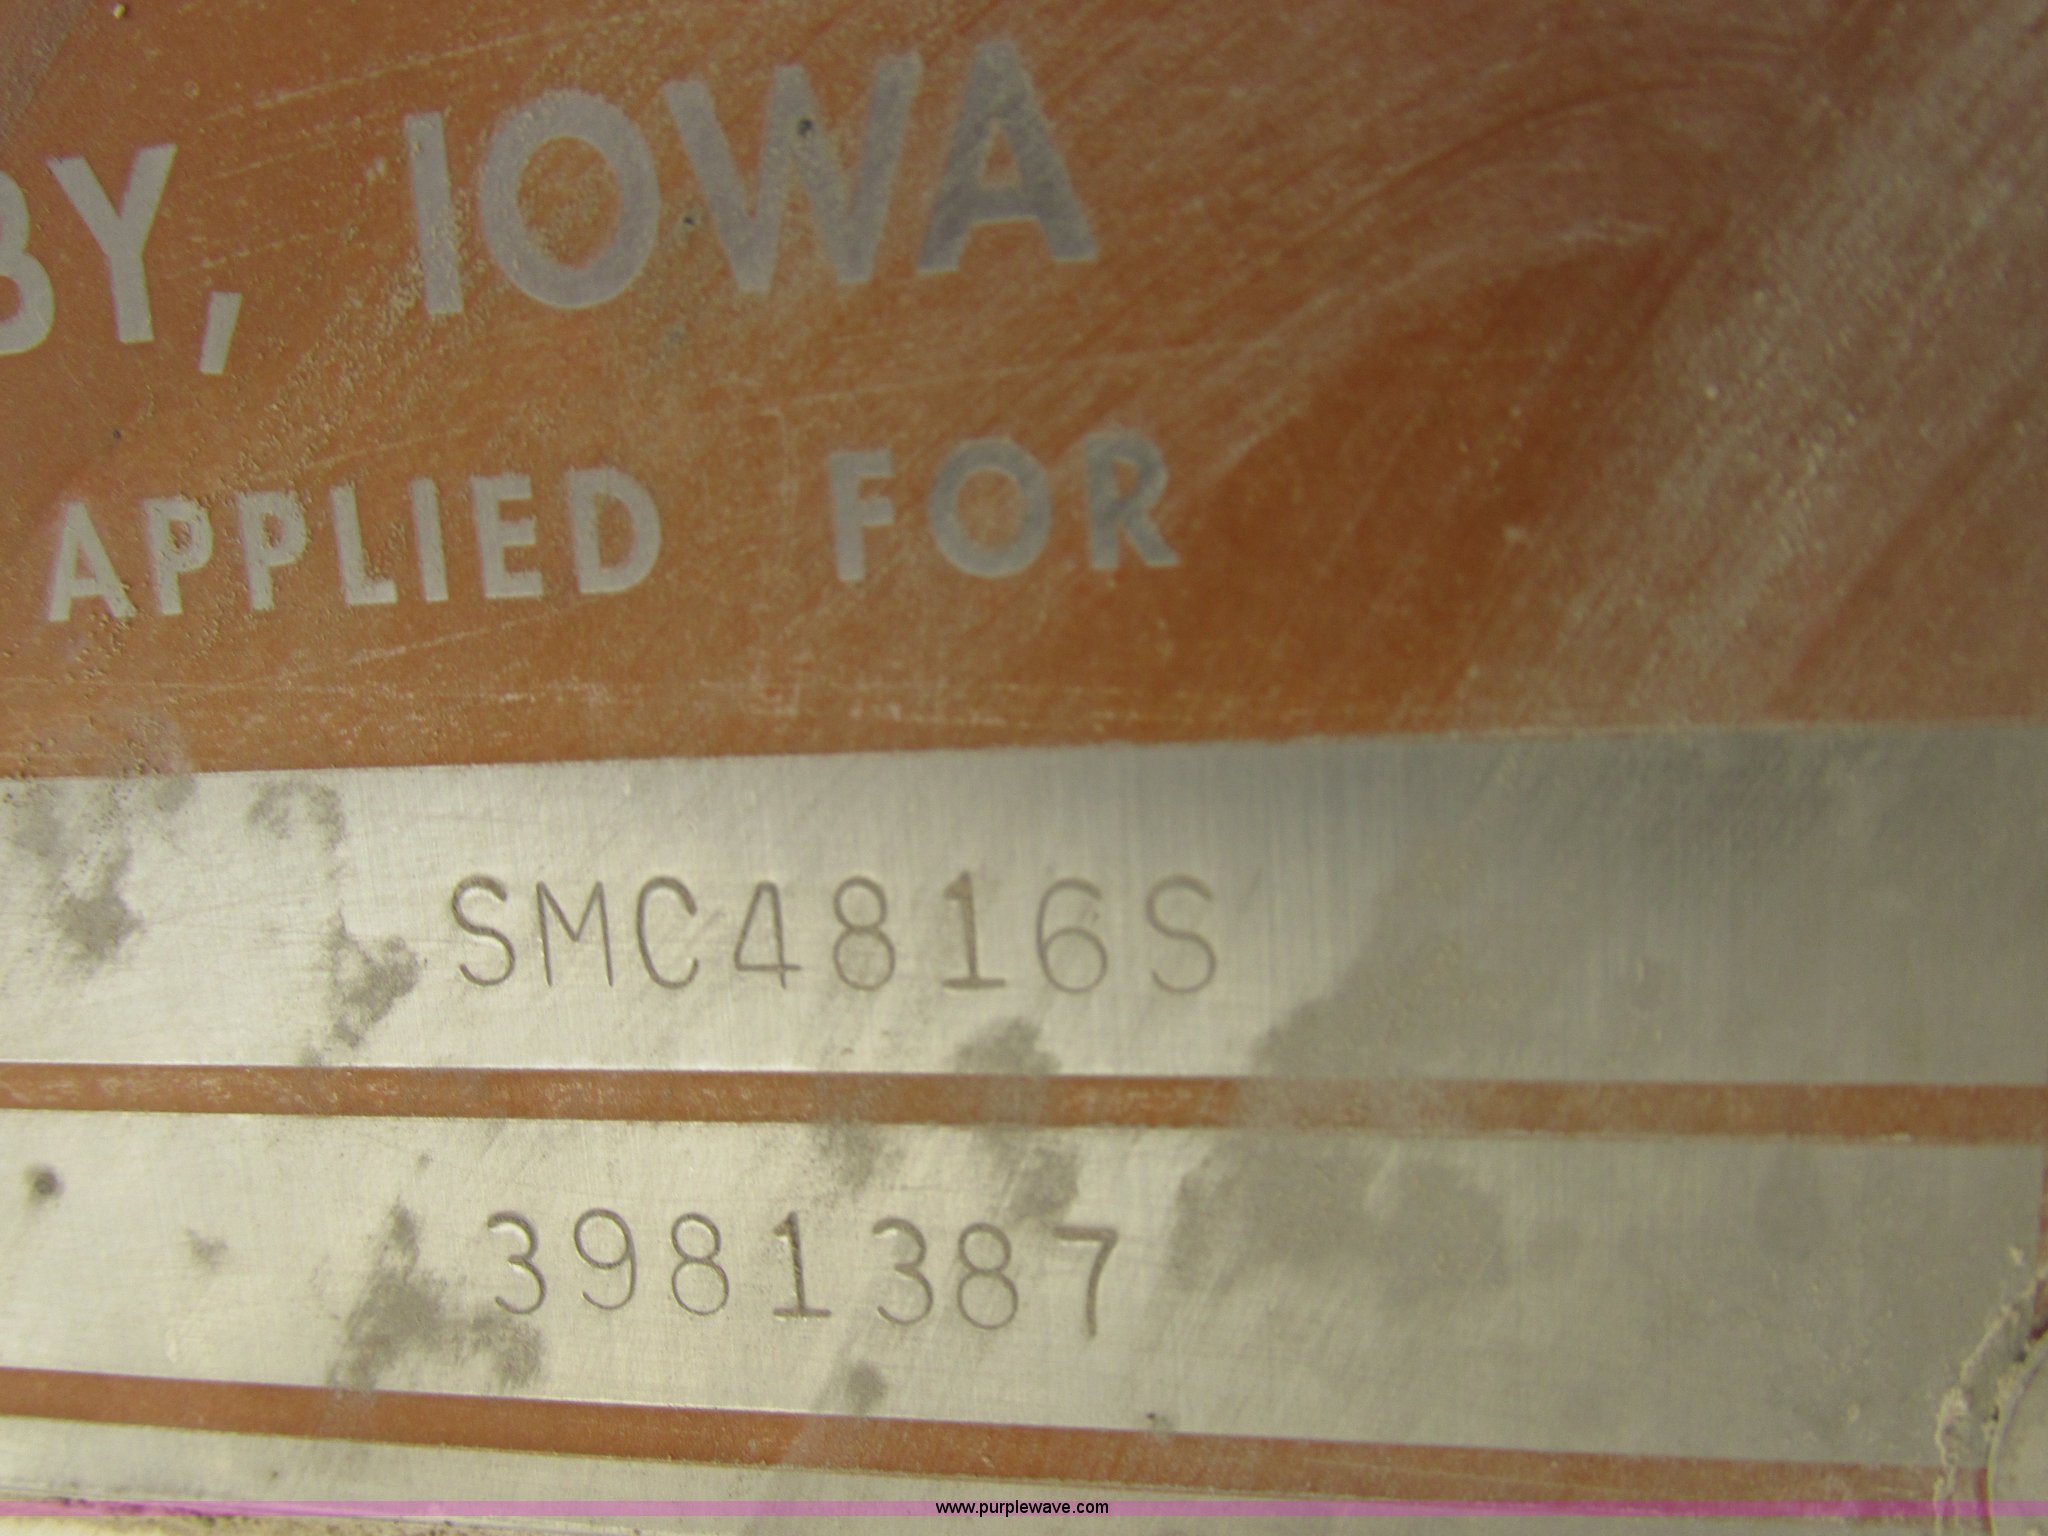 BY, IOWA
APPLIED FOR
SMC4816S
3981387
www.purplewave.com